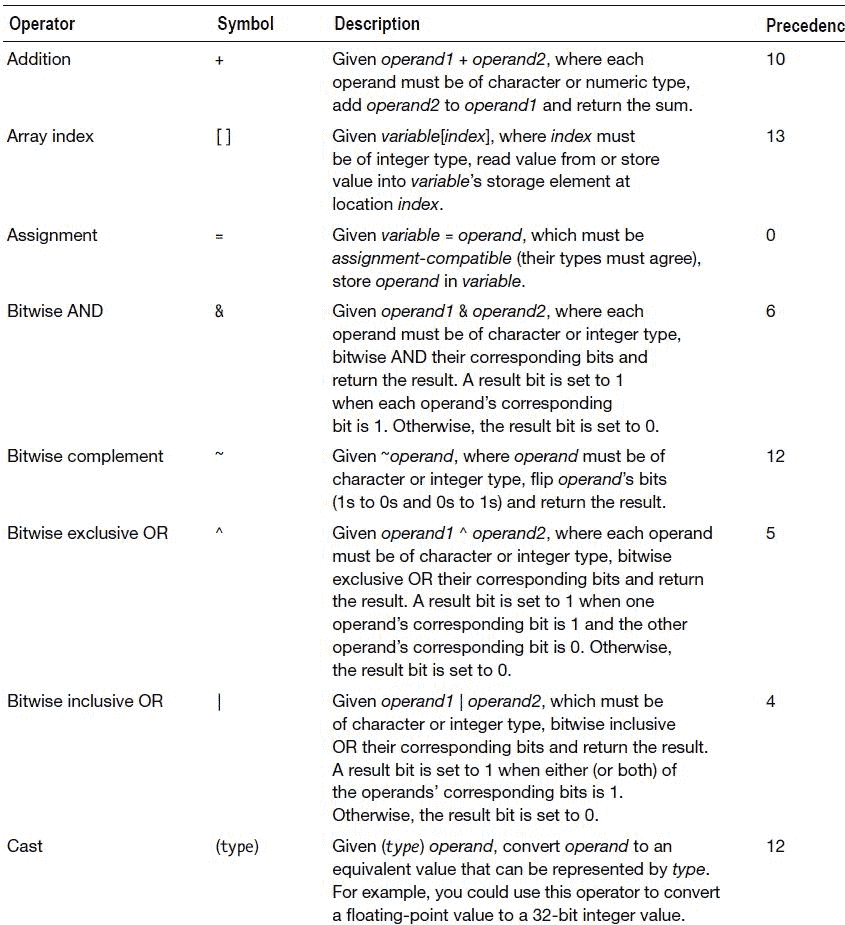 Operator Symbol Description Precedenc
Addition + Given operand1 + operand2, where each 10
operand must be of character or numeric type,
add operand2 to operand1 and return the sum.
Array index [ ] Given variable[index], where index must 13
be of integer type, read value from or store
value into variable’s storage element at
location index.
Assignment = Given variable = operand, which must be 0
assignment-compatible (their types must agree),
store operand in variable.
Bitwise AND & Given operand1 & operand2, where each 6
operand must be of character or integer type,
bitwise AND their corresponding bits and
return the result. A result bit is set to 1
when each operand’s corresponding
bit is 1. Otherwise, the result bit is set to 0.
Bitwise complement ~ Given ~operand, where operand must be of 12
character or integer type, flip operand’s bits
(1s to 0s and 0s to 1s) and return the result.
Bitwise exclusive OR ^ Given operand1 ^ operand2, where each operand 5
must be of character or integer type, bitwise
exclusive OR their corresponding bits and return
the result. A result bit is set to 1 when one
operand’s corresponding bit is 1 and the other
operand’s corresponding bit is 0. Otherwise,
the result bit is set to 0.
Bitwise inclusive OR | Given operand1 | operand2, which must be 4
of character or integer type, bitwise inclusive
OR their corresponding bits and return the result.
A result bit is set to 1 when either (or both) of
the operands’ corresponding bits is 1.
Otherwise, the result bit is set to 0.
Cast (type) Given (type) operand, convert operand to an 12
equivalent value that can be represented by type.
For example, you could use this operator to convert
a floating-point value to a 32-bit integer value.